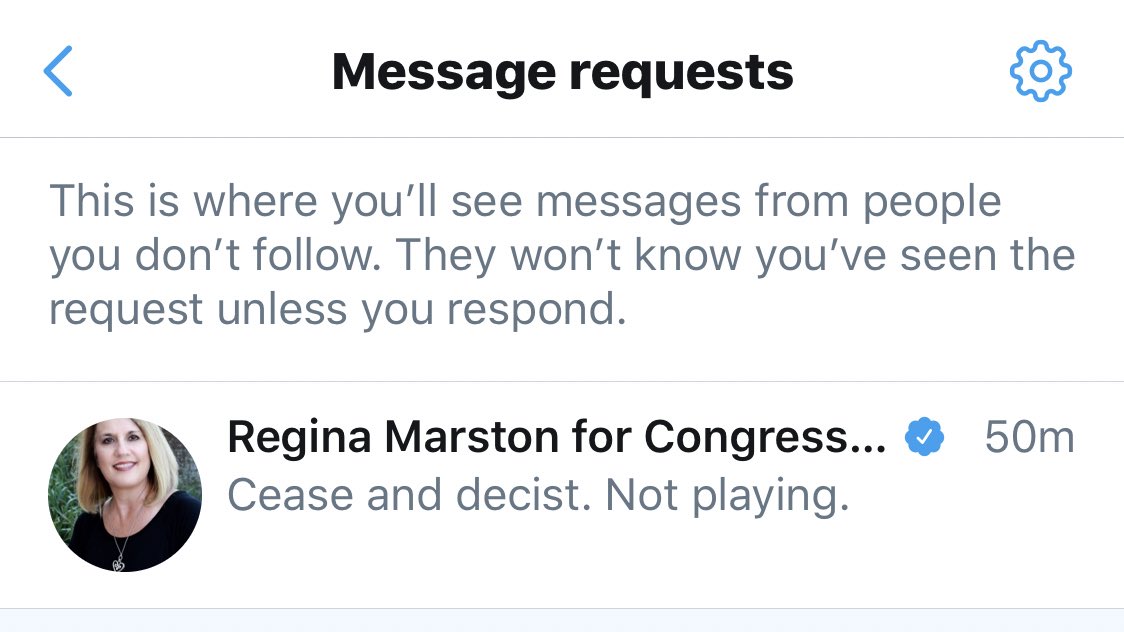 Message requests
This is where you’ll see messages from people
you don’t follow. They won’t know you’ve seen the
request unless you respond.
Regina Marston for Congress... 50m
Cease and decist. Not playing.